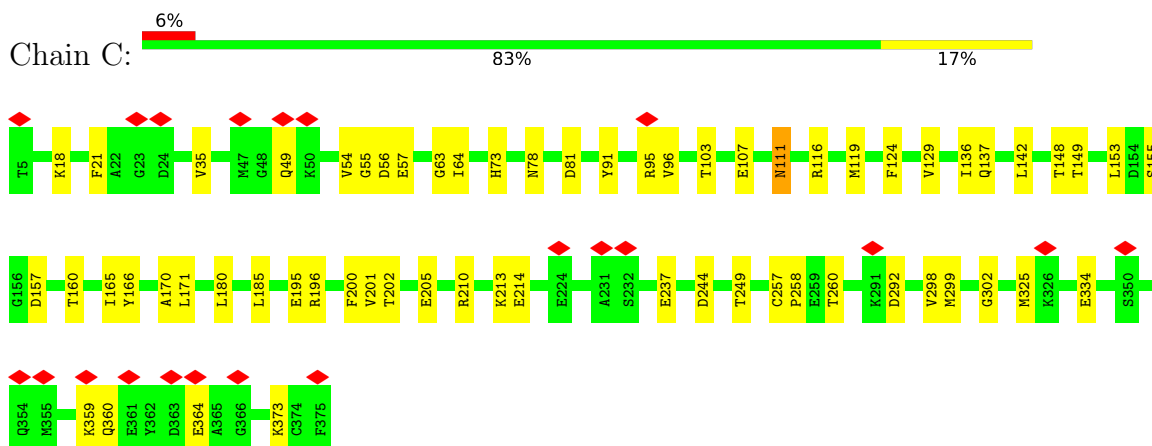 6%
Chain C:
83% 17%
T5 K18 F21 A22 G23 D24 V35 M47 G48 Q49 K50 V54 G55 D56 E57 G63 I64 H73 N78 D81 Y91 R95 V96 T103 E107 N111 R116 M119 F124 V129 I136 Q137 L142 T148 T149 L153 D154 S155
G156 D157 T160 I165 Y166 A170 L171 L180 L185 E195 R196 F200 V201 T202 E205 R210 K213 E214 E224 A231 S232 E237 D244 T249 C257 P258 E259 T260 K291 D292 V298 M299 G302 M325 K326 E334 S350
Q354 M355 K359 Q360 E361 Y362 D363 E364 A365 G366 K373 C374 F375